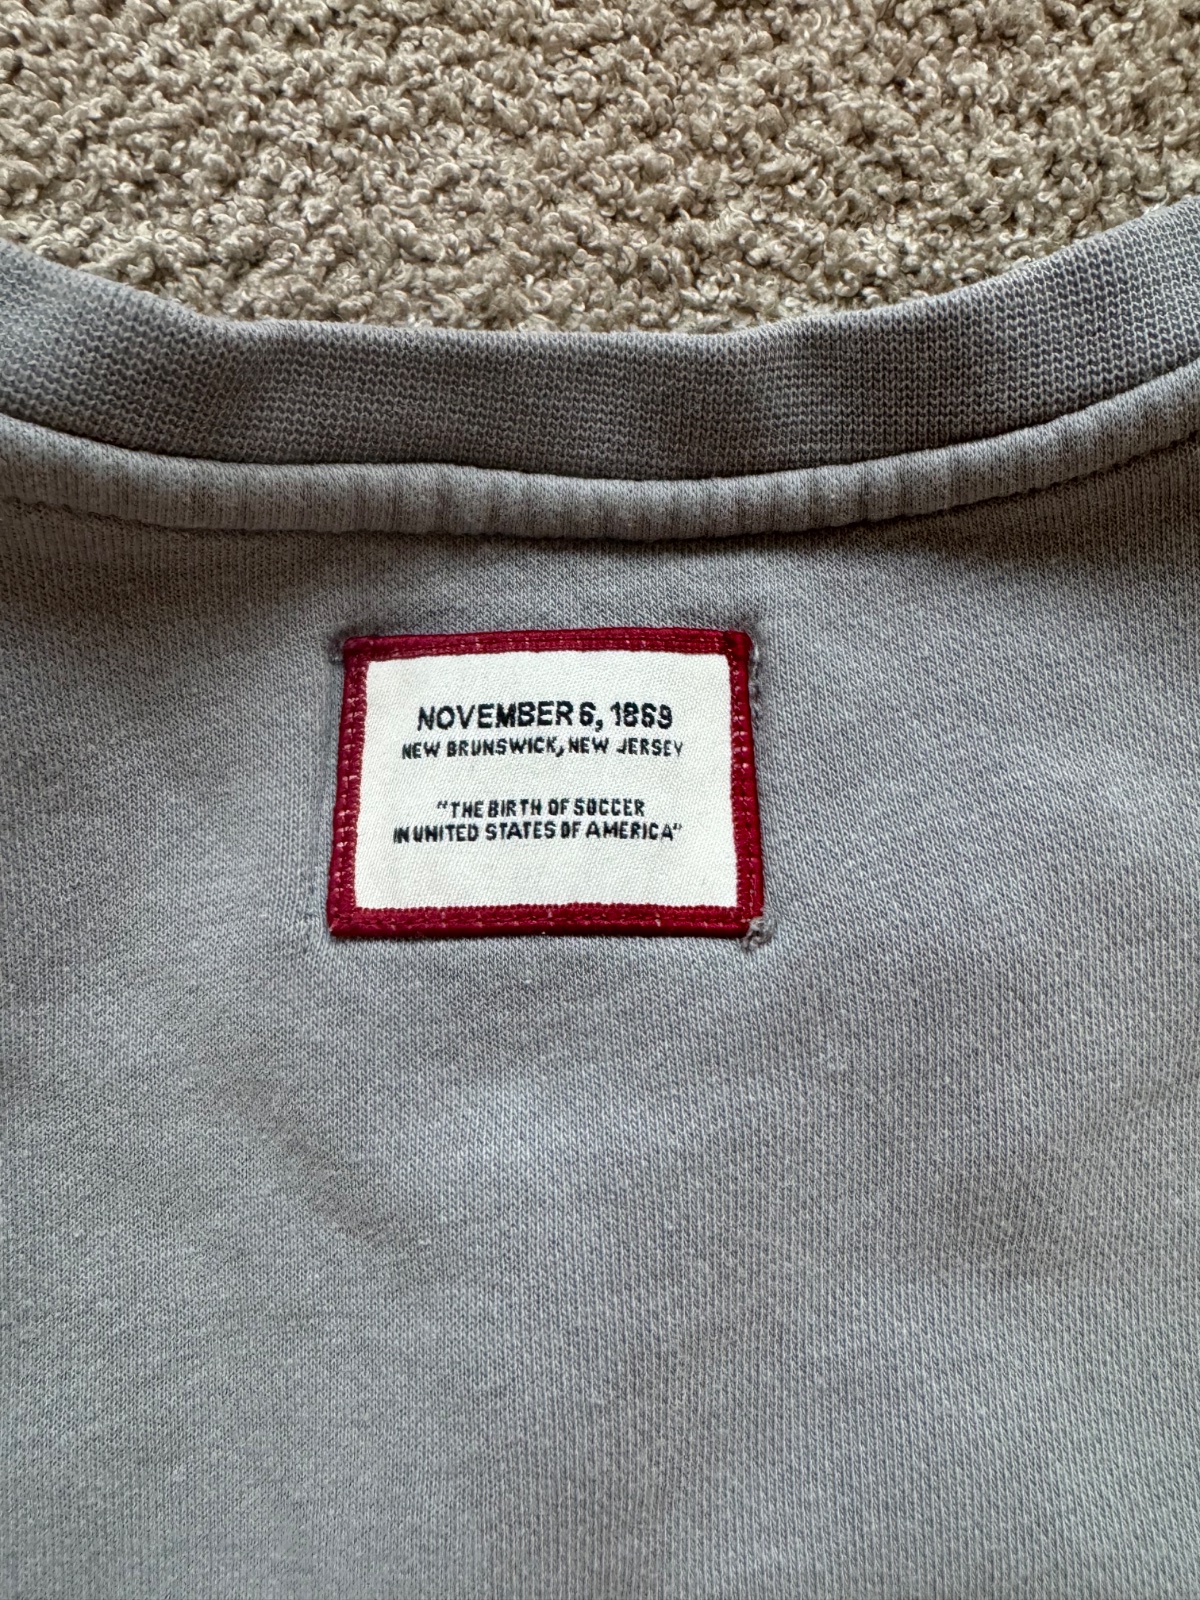 NOVEMBER 6, 1869
NEW BRUNSWICK, NEW JERSEY
"THE BIRTH OF SOCCER
IN UNITED STATES OF AMERICA"